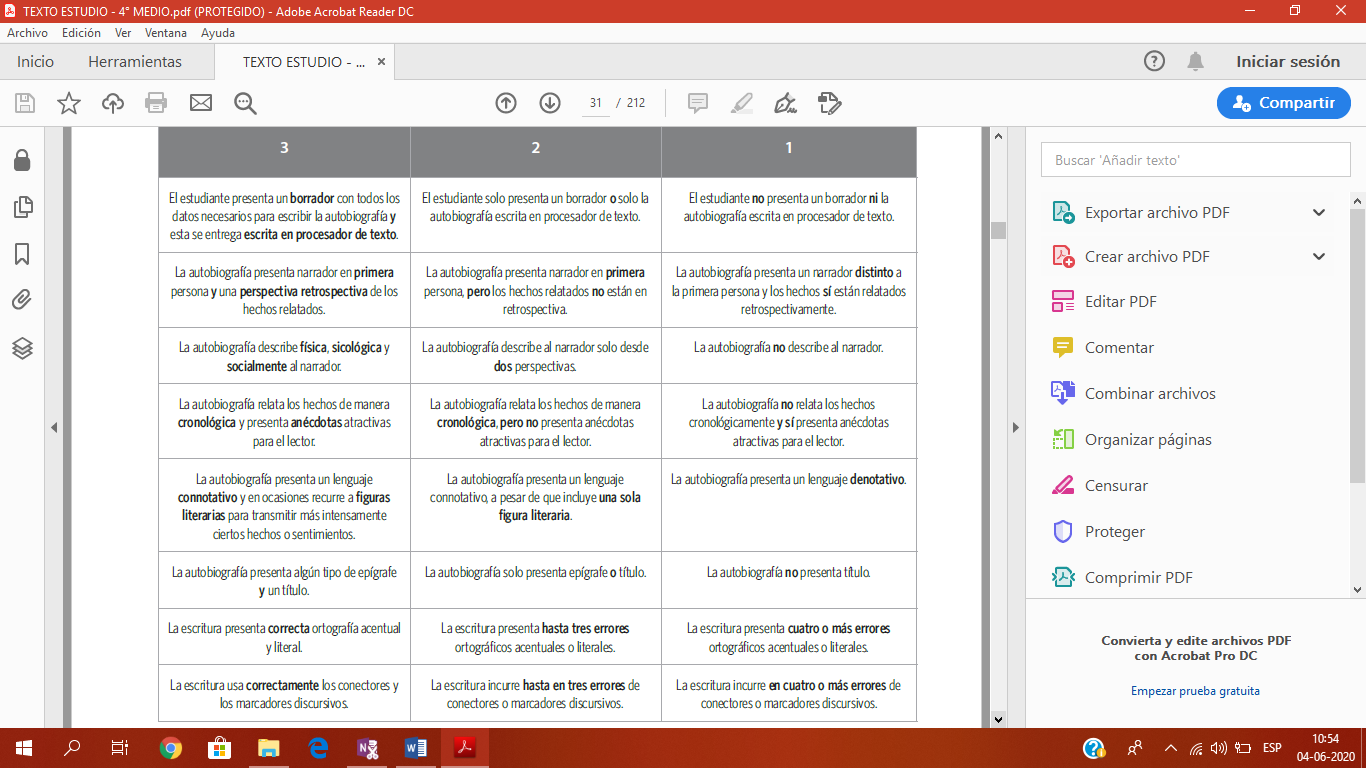 TEXTO ESTUDIO - 4° MEDIO.pdf (PROTEGIDO) - Adobe Acrobat Reader DC
Archivo Edición Ver Ventana Ayuda
Inicio Herramientas TEXTO ESTUDIO - ... ×
Iniciar sesión
31 / 212
Compartir
3 2 1
El estudiante presenta un borrador con todos los
datos necesarios para escribir la autobiografía y
esta se entrega escrita en procesador de texto.
El estudiante solo presenta un borrador o solo la
autobiografía escrita en procesador de texto.
El estudiante no presenta un borrador ni la
autobiografía escrita en procesador de texto.
La autobiografía presenta narrador en primera
persona y una perspectiva retrospectiva de los
hechos relatados.
La autobiografía presenta narrador en primera
persona, pero los hechos relatados no están en
retrospectiva.
La autobiografía presenta un narrador distinto a
la primera persona y los hechos sí están relatados
retrospectivamente.
La autobiografía describe física, sicológica y
socialmente al narrador.
La autobiografía describe al narrador solo desde
dos perspectivas.
La autobiografía no describe al narrador.
La autobiografía relata los hechos de manera
cronológica y presenta anécdotas atractivas
para el lector.
La autobiografía relata los hechos de manera
cronológica, pero no presenta anécdotas
atractivas para el lector.
La autobiografía no relata los hechos
cronológicamente y sí presenta anécdotas
atractivas para el lector.
La autobiografía presenta un lenguaje
connotativo y en ocasiones recurre a figuras
literarias para transmitir más intensamente
ciertos hechos o sentimientos.
La autobiografía presenta un lenguaje
connotativo, a pesar de que incluye una sola
figura literaria.
La autobiografía presenta un lenguaje denotativo.
La autobiografía presenta algún tipo de epígrafe
y un título.
La autobiografía solo presenta epígrafe o título.
La autobiografía no presenta título.
La escritura presenta correcta ortografía acentual
y literal.
La escritura presenta hasta tres errores
ortográficos acentuales o literales.
La escritura presenta cuatro o más errores
ortográficos acentuales o literales.
La escritura usa correctamente los conectores y
los marcadores discursivos.
La escritura incurre hasta en tres errores de
conectores o marcadores discursivos.
La escritura incurre en cuatro o más errores de
conectores o marcadores discursivos.
Buscar 'Añadir texto'
Exportar archivo PDF
Crear archivo PDF
Editar PDF
Comentar
Combinar archivos
Organizar páginas
Censurar
Proteger
Comprimir PDF
Convierta y edite archivos PDF
con Acrobat Pro DC
Empezar prueba gratuita
ESP
10:54
04-06-2020